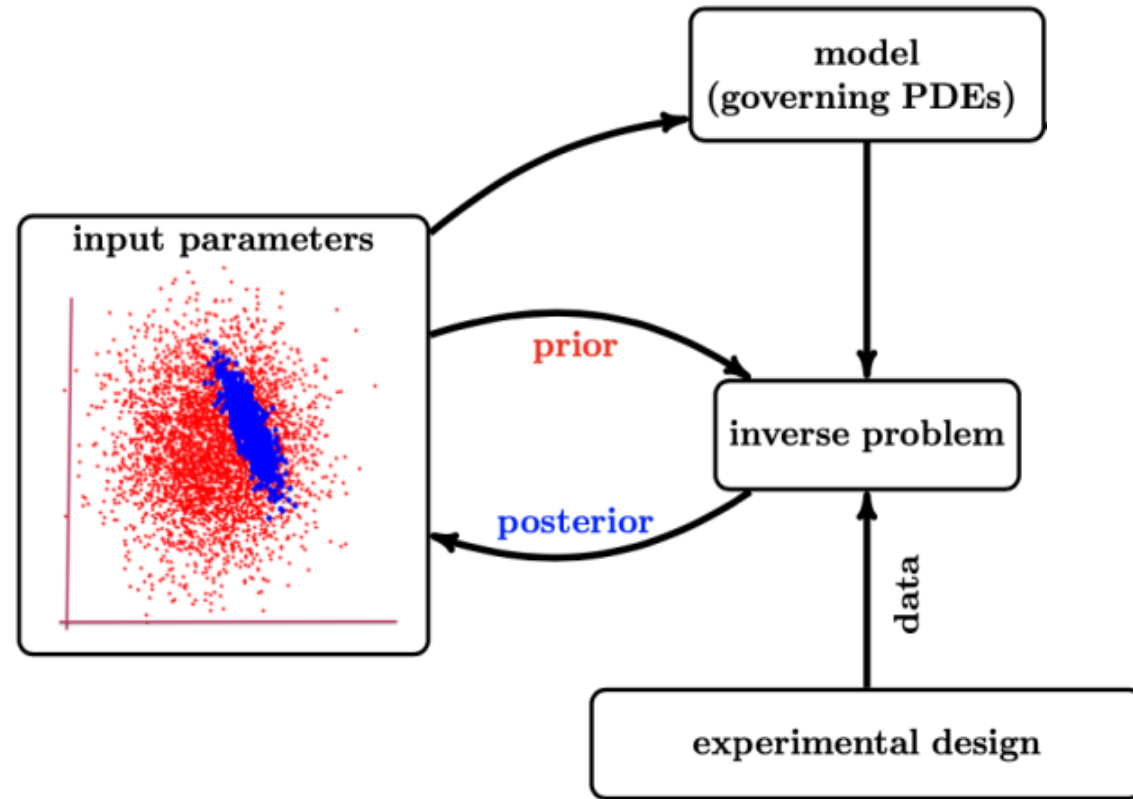 model
(governing PDEs)
input parameters
prior
inverse problem
posterior
data
experimental design